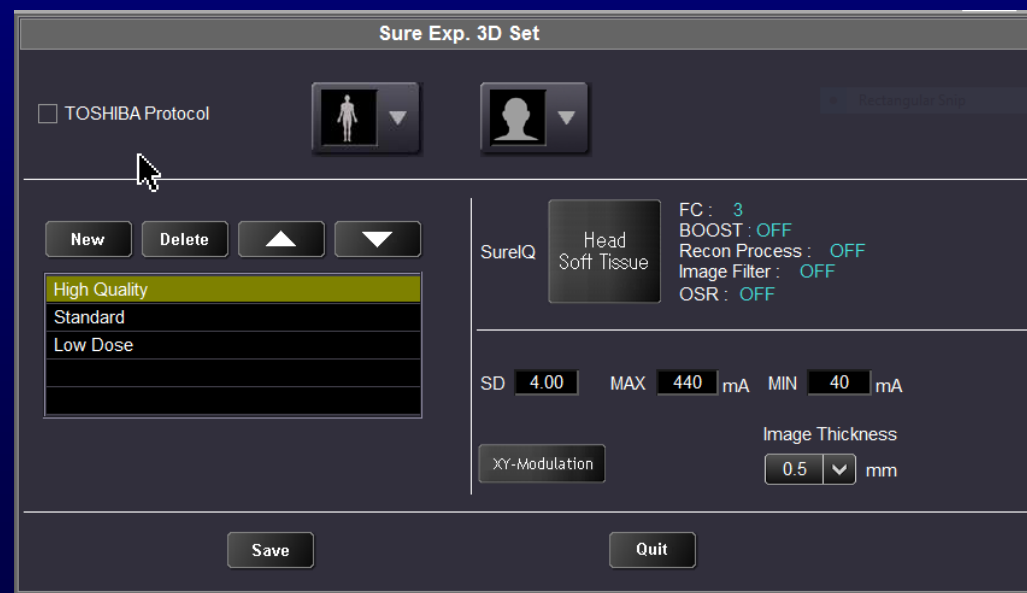 Sure Exp. 3D Set
TOSHIBA Protocol
Rectangular Snip
New Delete
High Quality
Standard
Low Dose
SureIQ
Head
Soft Tissue
FC : 3
BOOST : OFF
Recon Process : OFF
Image Filter : OFF
OSR : OFF
SD 4.00 MAX 440 mA MIN 40 mA
XY-Modulation
Image Thickness
0.5 mm
Save Quit